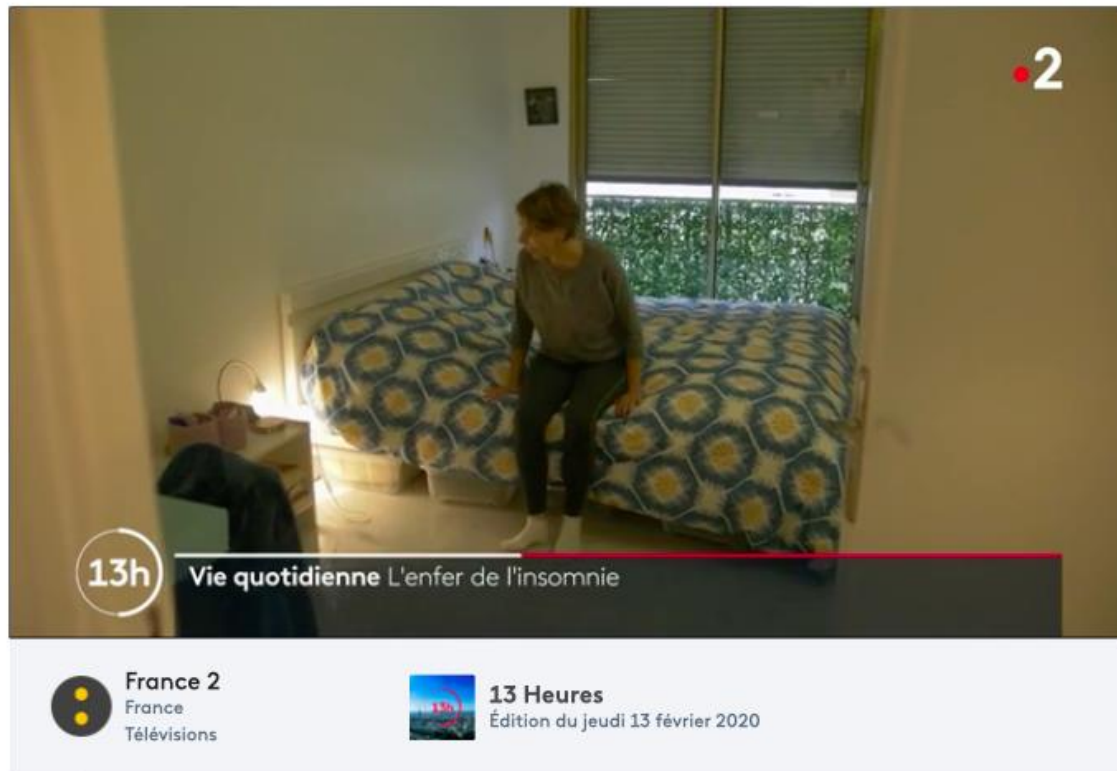 2
13h
Vie quotidienne L'enfer de l'insomnie
France 2
France
Télévisions
13h
13 Heures
Édition du jeudi 13 février 2020